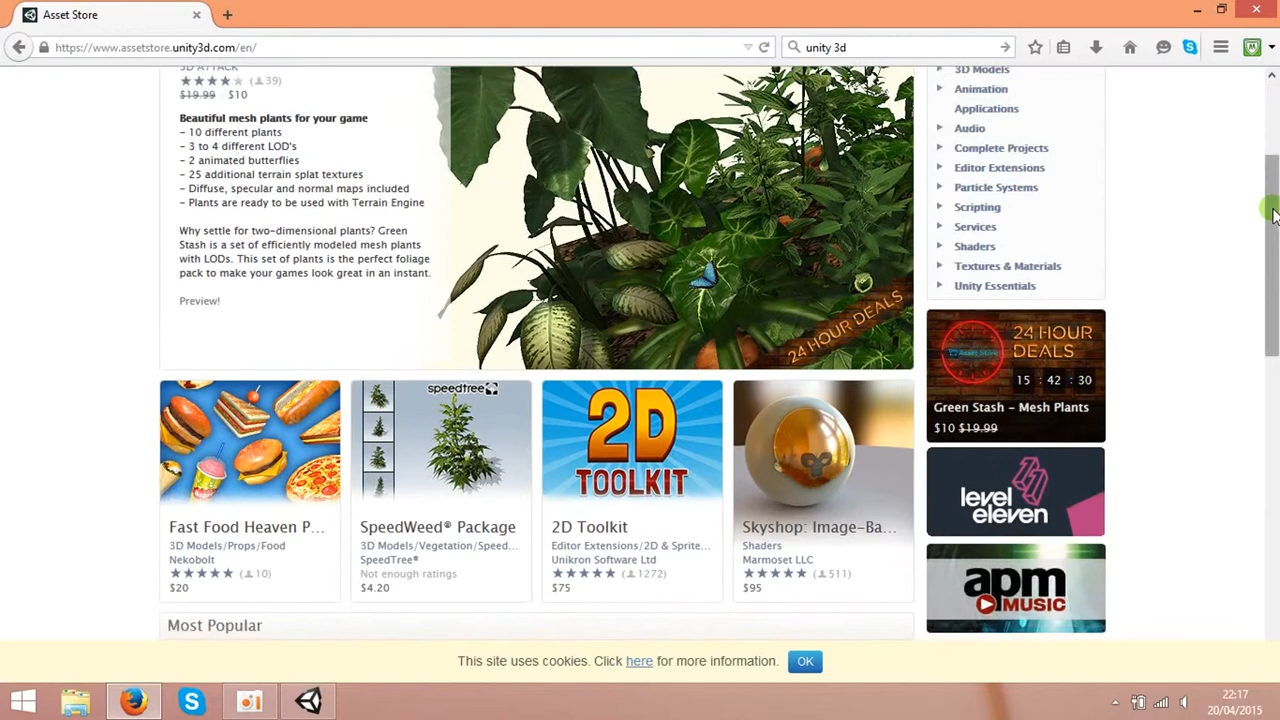 Asset Store
https://www.assetstore.unity3d.com/en/
unity 3d
3D ATTACK
(39)
$19.99 $10
Beautiful mesh plants for your game
- 10 different plants
- 3 to 4 different LOD's
- 2 animated butterflies
- 25 additional terrain splat textures
- Diffuse, specular and normal maps included
- Plants are ready to be used with Terrain Engine
Why settle for two-dimensional plants? Green
Stash is a set of efficiently modeled mesh plants
with LODs. This set of plants is the perfect foliage
pack to make your games look great in an instant.
Preview!
24 HOUR DEALS
3D Models
Animation
Applications
Audio
Complete Projects
Editor Extensions
Particle Systems
Scripting
Services
Shaders
Textures & Materials
Unity Essentials
Asset Store
24 HOUR
DEALS
15 : 42 : 30
Green Stash - Mesh Plants
$10 $19.99
level
eleven
apm
MUSIC
speedtree
2D
TOOLKIT
Fast Food Heaven P...
3D Models/Props/Food
Nekobolt
(10)
$20
SpeedWeed® Package
3D Models/Vegetation/Speed...
SpeedTree®
Not enough ratings
$4.20
2D Toolkit
Editor Extensions/2D & Sprite...
Unikron Software Ltd
(1272)
$75
Skyshop: Image-Ba...
Shaders
Marmoset LLC
(511)
$95
Most Popular
This site uses cookies. Click here for more information. OK
22:17
20/04/2015